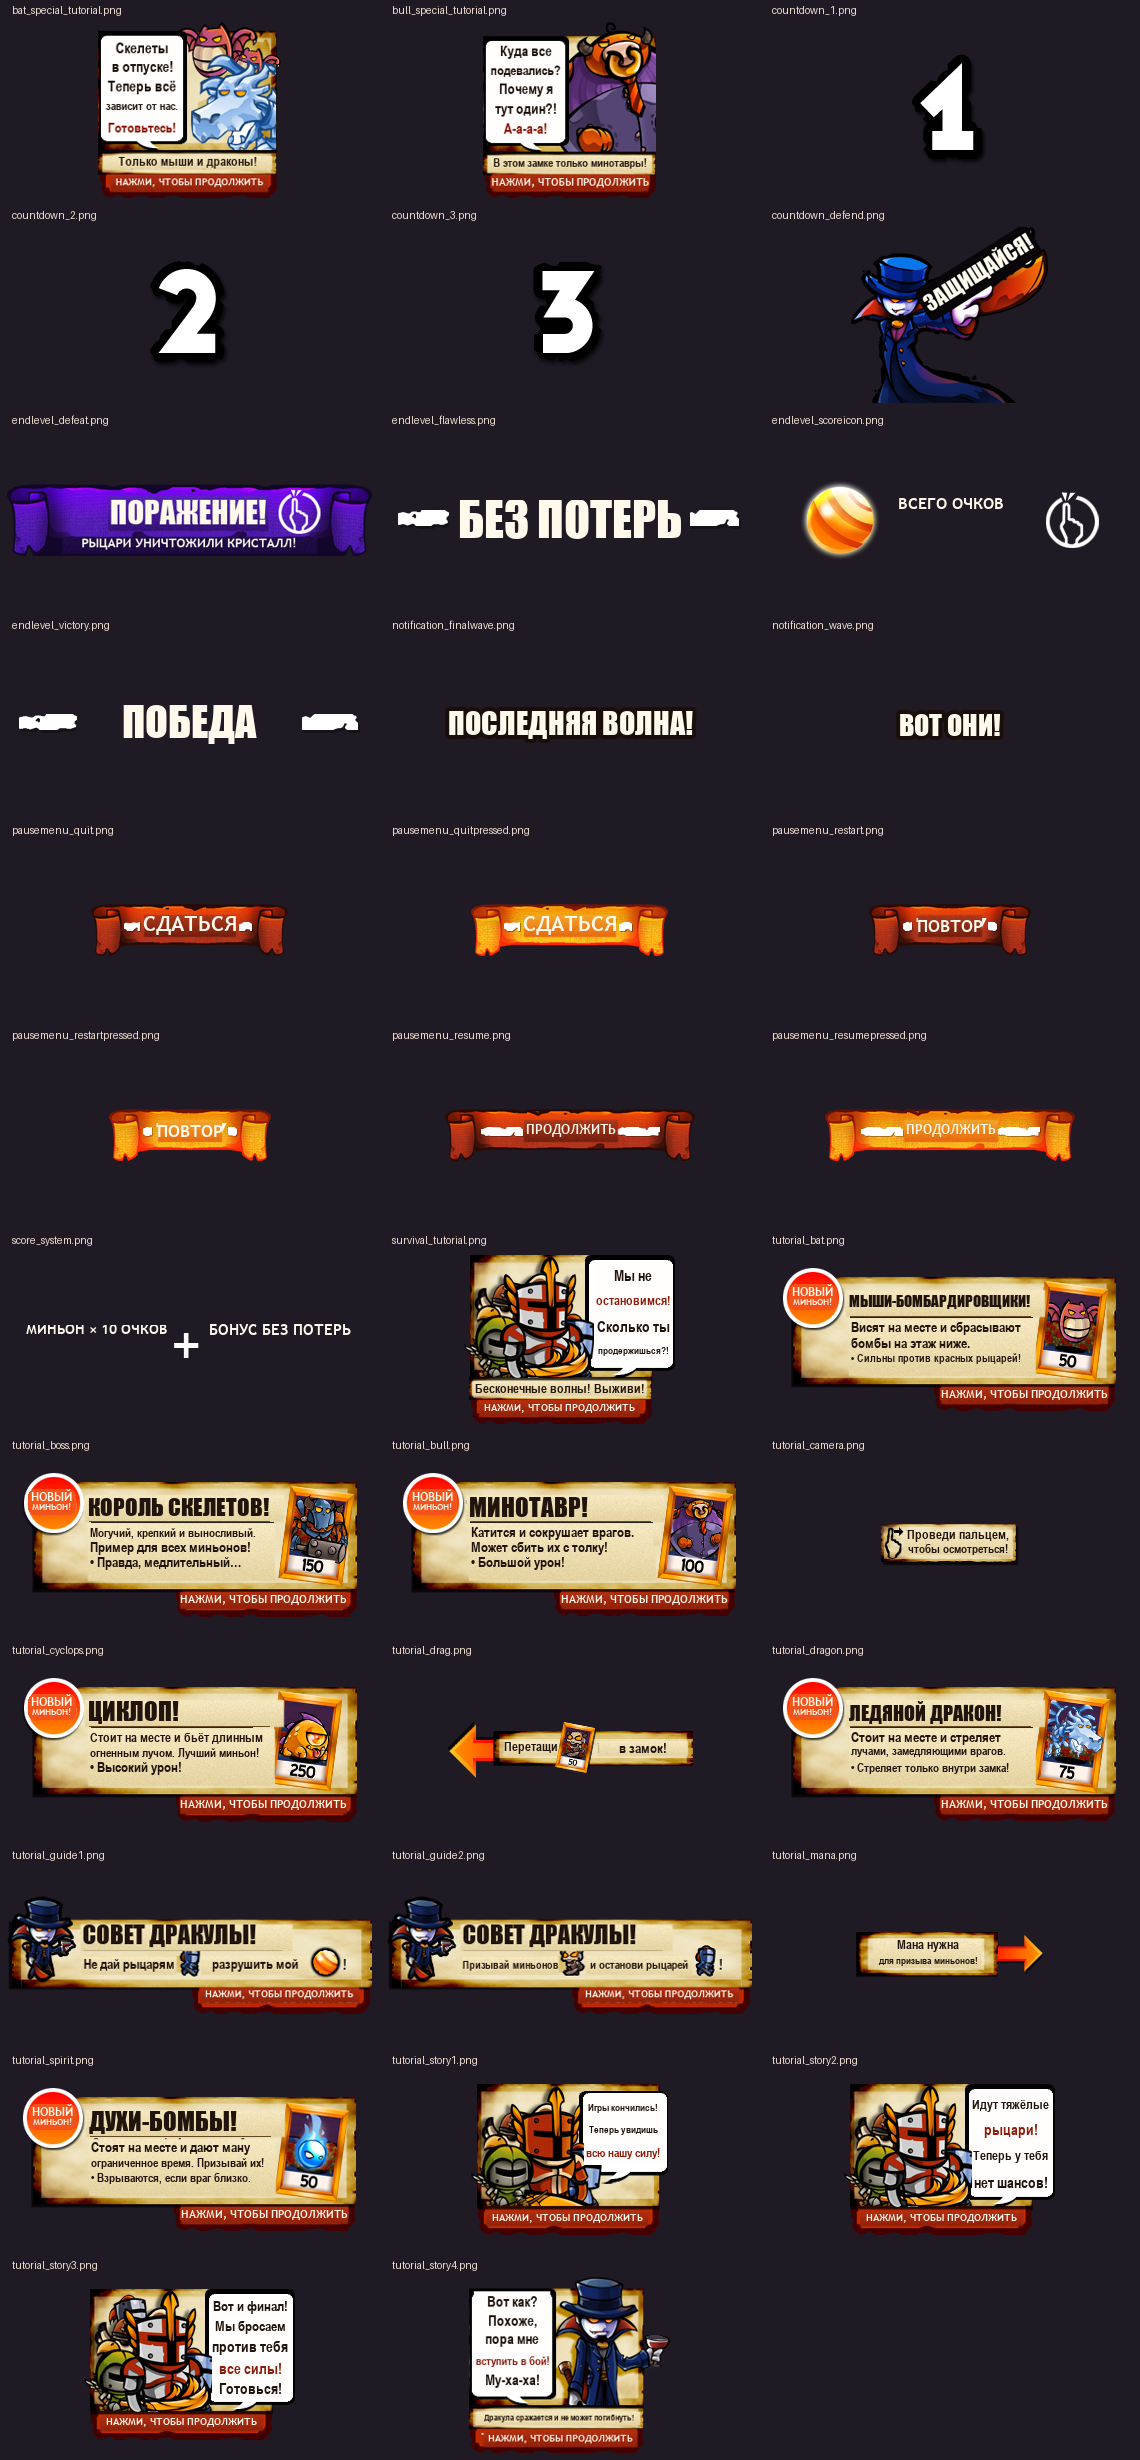 bat_special_tutorial.png
bull_special_tutorial.png
countdown_1.png
Скелеты
в отпуске!
Теперь всё
зависит от нас.
Готовьтесь!
Только мыши и драконы!
НАЖМИ, ЧТОБЫ ПРОДОЛЖИТЬ
Куда все
подевались?
Почему я
тут один?!
А-а-а-а!
В этом замке только минотавры!
НАЖМИ, ЧТОБЫ ПРОДОЛЖИТЬ
1
countdown_2.png
countdown_3.png
countdown_defend.png
2
3
ЗАЩИЩАЙСЯ!
endlevel_defeat.png
endlevel_flawless.png
endlevel_scoreicon.png
ПОРАЖЕНИЕ!
РЫЦАРИ УНИЧТОЖИЛИ КРИСТАЛЛ!
БЕЗ ПОТЕРЬ
ВСЕГО ОЧКОВ
endlevel_victory.png
notification_finalwave.png
notification_wave.png
ПОБЕДА
ПОСЛЕДНЯЯ ВОЛНА!
ВОТ ОНИ!
pausemenu_quit.png
pausemenu_quitpressed.png
pausemenu_restart.png
СДАТЬСЯ
СДАТЬСЯ
ПОВТОР
pausemenu_restartpressed.png
pausemenu_resume.png
pausemenu_resumepressed.png
ПОВТОР
ПРОДОЛЖИТЬ
ПРОДОЛЖИТЬ
score_system.png
survival_tutorial.png
tutorial_bat.png
МИНЬОН × 10 ОЧКОВ + БОНУС БЕЗ ПОТЕРЬ
Мы не
остановимся!
Сколько ты
продержишься?!
Бесконечные волны! Выживи!
НАЖМИ, ЧТОБЫ ПРОДОЛЖИТЬ
НОВЫЙ
МИНЬОН!
МЫШИ-БОМБАРДИРОВЩИКИ!
Висят на месте и сбрасывают
бомбы на этаж ниже.
• Сильны против красных рыцарей!
50
НАЖМИ, ЧТОБЫ ПРОДОЛЖИТЬ
tutorial_boss.png
tutorial_bull.png
tutorial_camera.png
НОВЫЙ
МИНЬОН!
КОРОЛЬ СКЕЛЕТОВ!
Могучий, крепкий и выносливый.
Пример для всех миньонов!
• Правда, медлительный...
150
НАЖМИ, ЧТОБЫ ПРОДОЛЖИТЬ
НОВЫЙ
МИНЬОН!
МИНОТАВР!
Катится и сокрушает врагов.
Может сбить их с толку!
• Большой урон!
100
НАЖМИ, ЧТОБЫ ПРОДОЛЖИТЬ
Проведи пальцем,
чтобы осмотреться!
tutorial_cyclops.png
tutorial_drag.png
tutorial_dragon.png
НОВЫЙ
МИНЬОН!
ЦИКЛОП!
Стоит на месте и бьёт длинным
огненным лучом. Лучший миньон!
• Высокий урон!
250
НАЖМИ, ЧТОБЫ ПРОДОЛЖИТЬ
Перетащи 50 в замок!
НОВЫЙ
МИНЬОН!
ЛЕДЯНОЙ ДРАКОН!
Стоит на месте и стреляет
лучами, замедляющими врагов.
• Стреляет только внутри замка!
75
НАЖМИ, ЧТОБЫ ПРОДОЛЖИТЬ
tutorial_guide1.png
tutorial_guide2.png
tutorial_mana.png
СОВЕТ ДРАКУЛЫ!
Не дай рыцарям разрушить мой !
НАЖМИ, ЧТОБЫ ПРОДОЛЖИТЬ
СОВЕТ ДРАКУЛЫ!
Призывай миньонов и останови рыцарей !
НАЖМИ, ЧТОБЫ ПРОДОЛЖИТЬ
Мана нужна
для призыва миньонов!
tutorial_spirit.png
tutorial_story1.png
tutorial_story2.png
НОВЫЙ
МИНЬОН!
ДУХИ-БОМБЫ!
Стоят на месте и дают ману
ограниченное время. Призывай их!
• Взрываются, если враг близко.
50
НАЖМИ, ЧТОБЫ ПРОДОЛЖИТЬ
Игры кончились!
Теперь увидишь
всю нашу силу!
НАЖМИ, ЧТОБЫ ПРОДОЛЖИТЬ
Идут тяжёлые
рыцари!
Теперь у тебя
нет шансов!
НАЖМИ, ЧТОБЫ ПРОДОЛЖИТЬ
tutorial_story3.png
tutorial_story4.png
Вот и финал!
Мы бросаем
против тебя
все силы!
Готовься!
НАЖМИ, ЧТОБЫ ПРОДОЛЖИТЬ
Вот как?
Похоже,
пора мне
вступить в бой!
Му-ха-ха!
Дракула сражается и не может погибнуть!
НАЖМИ, ЧТОБЫ ПРОДОЛЖИТЬ